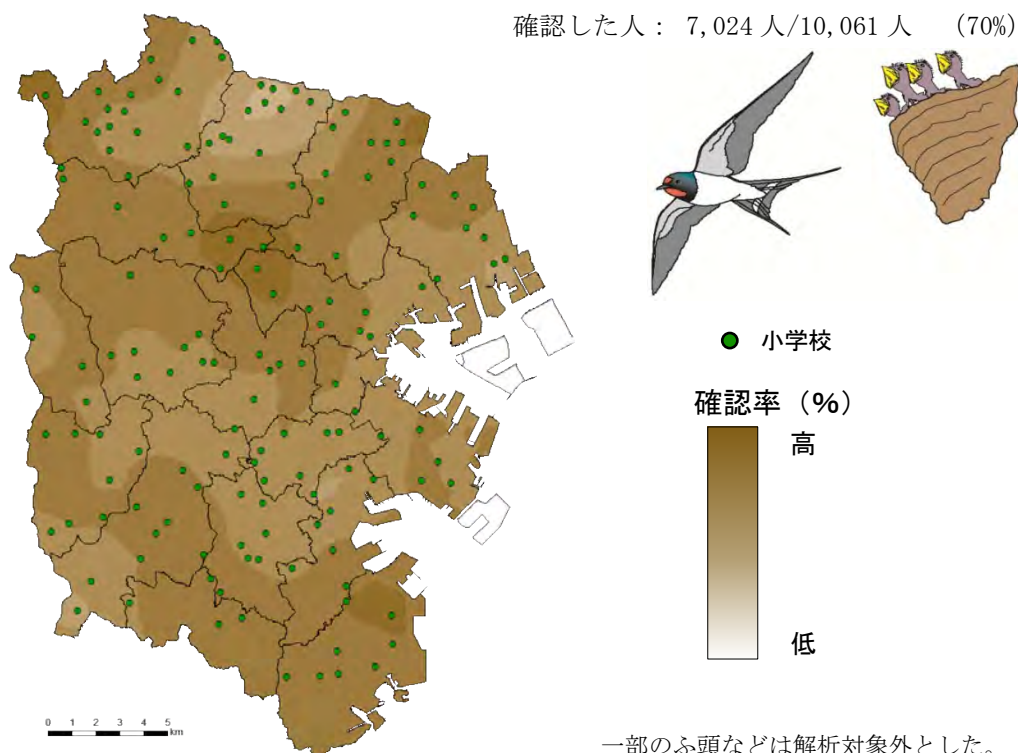 確認した人： 7,024 人/10,061 人 (70%)
小学校
確認率（%）
高
低
0 1 2 3 4 5
km
一部のふ頭などは解析対象外とした。